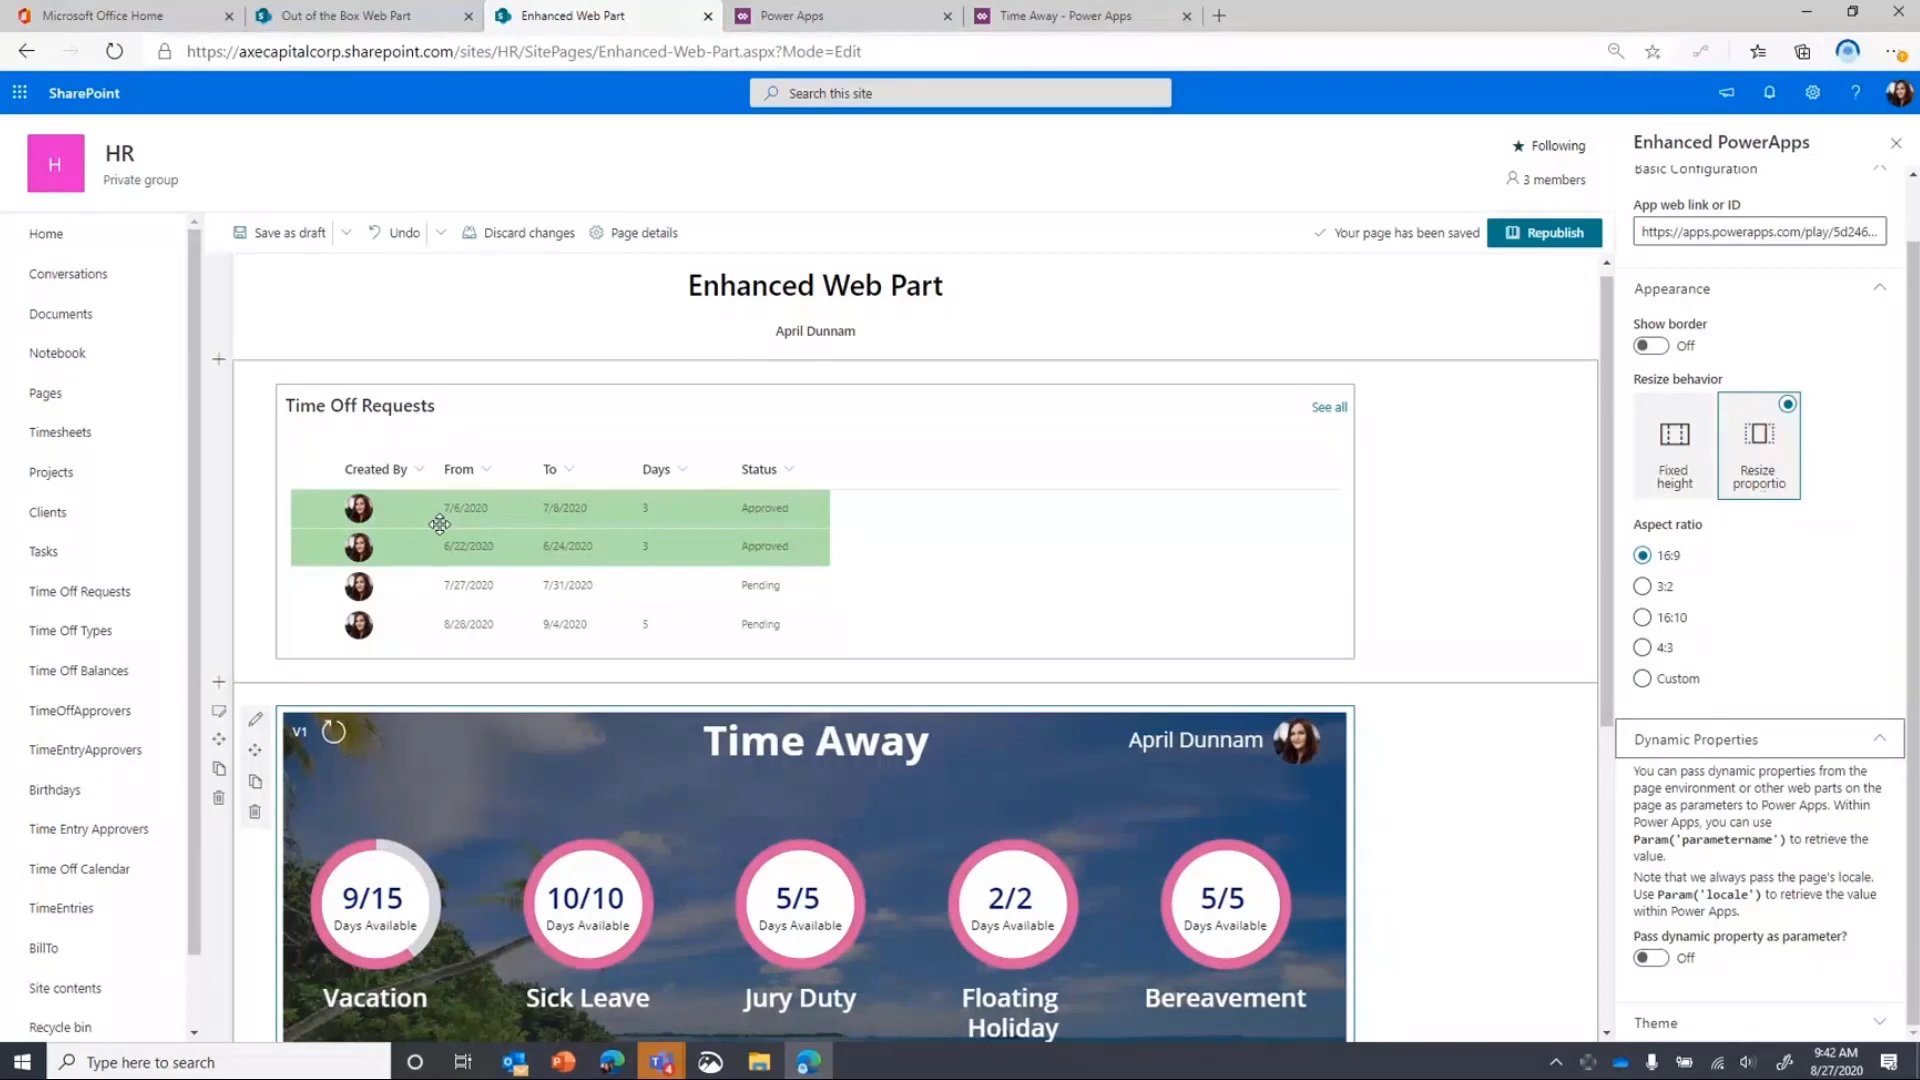 Microsoft Office Home
Out of the Box Web Part
Enhanced Web Part
Power Apps
Time Away - Power Apps
https://axecapitalcorp.sharepoint.com/sites/HR/SitePages/Enhanced-Web-Part.aspx?Mode=Edit
SharePoint
Search this site
H
HR
Private group
Following
3 members
Home
Conversations
Documents
Notebook
Pages
Timesheets
Projects
Clients
Tasks
Time Off Requests
Time Off Types
Time Off Balances
TimeOffApprovers
TimeEntryApprovers
Birthdays
Time Entry Approvers
Time Off Calendar
TimeEntries
BillTo
Site contents
Recycle bin
Save as draft Undo Discard changes Page details Your page has been saved Republish
Enhanced Web Part
April Dunnam
Time Off Requests See all
Created By From To Days Status
7/6/2020 7/8/2020 3 Approved
6/22/2020 6/24/2020 3 Approved
7/27/2020 7/31/2020 Pending
8/28/2020 9/4/2020 5 Pending
V1 Time Away April Dunnam
9/15 10/10 5/5 2/2 5/5
Days Available Days Available Days Available Days Available Days Available
Vacation Sick Leave Jury Duty Floating Bereavement
Holiday
Enhanced PowerApps
Basic Configuration
App web link or ID
https://apps.powerapps.com/play/5d246...
Appearance
Show border
Off
Resize behavior
Fixed Resize
height proportio
Aspect ratio
16:9
3:2
16:10
4:3
Custom
Dynamic Properties
You can pass dynamic properties from the
page environment or other web parts on the
page as parameters to Power Apps. Within
Power Apps, you can use
Param('parametername') to retrieve the
value.
Note that we always pass the page's locale.
Use Param('locale') to retrieve the value
within Power Apps.
Pass dynamic property as parameter?
Off
Theme
Type here to search
4
9:42 AM
8/27/2020